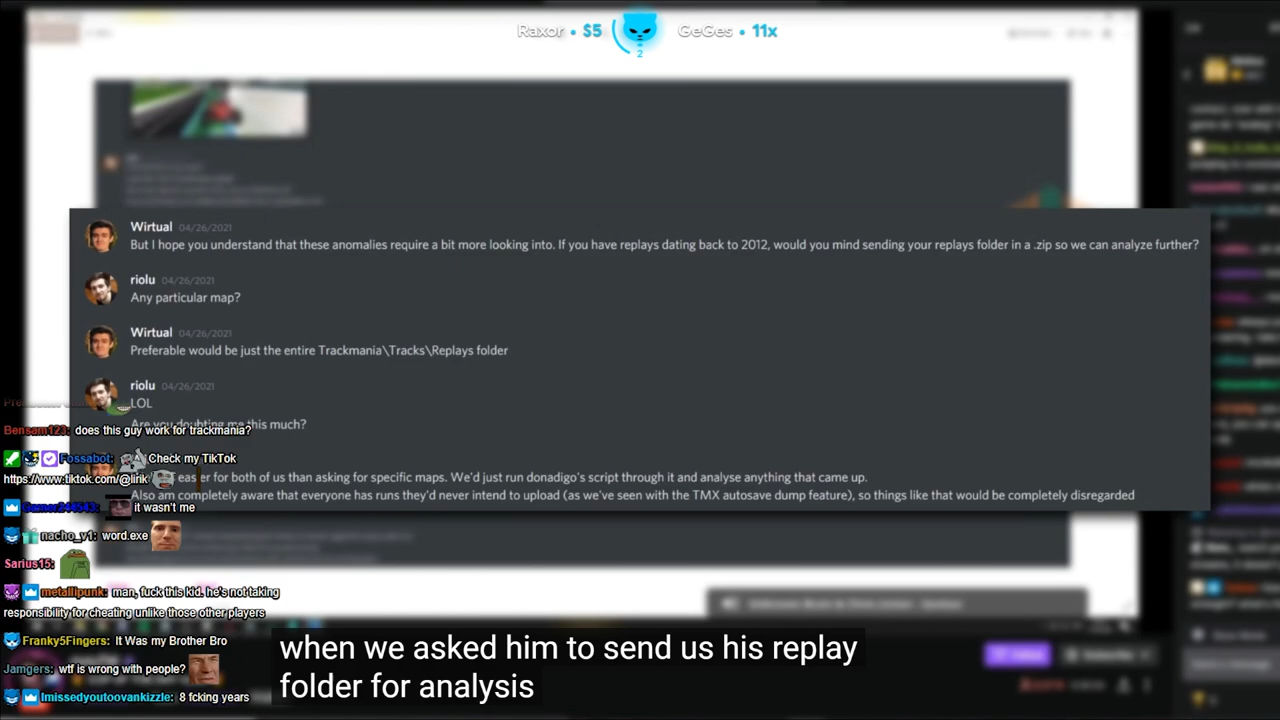 Raxor • $5
GeGes • 11x
2
Wirtual 04/26/2021
But I hope you understand that these anomalies require a bit more looking into. If you have replays dating back to 2012, would you mind sending your replays folder in a .zip so we can analyze further?
riolu 04/26/2021
Any particular map?
Wirtual 04/26/2021
Preferable would be just the entire Trackmania\Tracks\Replays folder
riolu 04/26/2021
LOL
Are you doubting me this much?
Bensam123: does this guy work for trackmania?
Fossabot: Check my TikTok
https://www.tiktok.com/@lirik
easier for both of us than asking for specific maps. We'd just run donadigo's script through it and analyse anything that came up.
Also am completely aware that everyone has runs they'd never intend to upload (as we've seen with the TMX autosave dump feature), so things like that would be completely disregarded
it wasn't me
nacho_v1: word.exe
Sarius15:
metallipunk: man, fuck this kid. he's not taking
responsibility for cheating unlike those other players
Franky5Fingers: It Was my Brother Bro
Jamgers: wtf is wrong with people?
Imissedyoutoovankizzle: 8 fcking years
when we asked him to send us his replay
folder for analysis